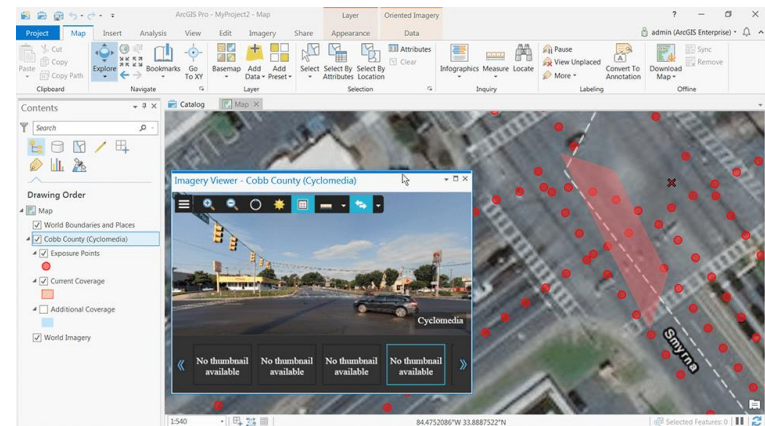 ArcGIS Pro - MyProject2 - Map
Layer
Oriented Imagery
?
Project
Map
Insert
Analysis
View
Edit
Imagery
Share
Appearance
Data
admin (ArcGIS Enterprise)
Paste
Cut
Copy
Copy Path
Clipboard
Explore
Bookmarks
Go To XY
Navigate
Basemap
Add Data
Add Preset
Layer
Select
Select By Attributes
Select By Location
Attributes
Clear
Selection
Infographics
Measure
Locate
Inquiry
Pause
View Unplaced
More
Convert To Annotation
Labeling
Download Map
Sync
Remove
Offline
Contents
Search
Drawing Order
Map
World Boundaries and Places
Cobb County (Cyclomedia)
Exposure Points
Current Coverage
Additional Coverage
World Imagery
Catalog
Map
Imagery Viewer - Cobb County (Cyclomedia)
Cyclomedia
No thumbnail available
No thumbnail available
No thumbnail available
No thumbnail available
Smyrna
1:540
84.4752086°W 33.8887522°N
Selected Features: 0